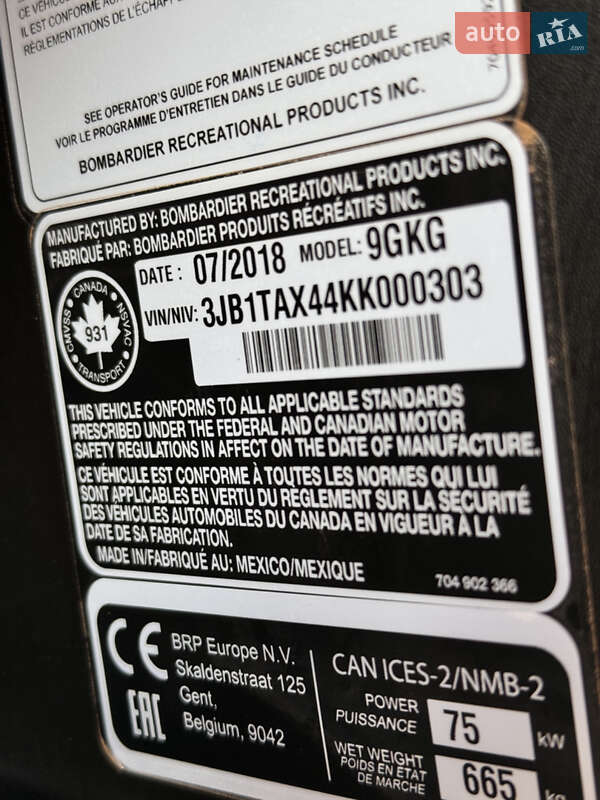 CE VÉHICUL
IL EST CONFORME AUX
RÈGLEMENTATIONS DE L'ÉCHAPP
SEE OPERATOR'S GUIDE FOR MAINTENANCE SCHEDULE
VOIR LE PROGRAMME D'ENTRETIEN DANS LE GUIDE DU CONDUCTEUR
BOMBARDIER RECREATIONAL PRODUCTS INC.
auto RIA .com
MANUFACTURED BY: BOMBARDIER RECREATIONAL PRODUCTS INC.
FABRIQUÉ PAR: BOMBARDIER PRODUITS RÉCRÉATIFS INC.
DATE : 07/2018 MODEL: 9GKG
VIN/NIV: 3JB1TAX44KK000303
CANADA
CMVSS 931 NSVAC
TRANSPORT
THIS VEHICLE CONFORMS TO ALL APPLICABLE STANDARDS
PRESCRIBED UNDER THE FEDERAL AND CANADIAN MOTOR
SAFETY REGULATIONS IN AFFECT ON THE DATE OF MANUFACTURE.
CE VÉHICULE EST CONFORME À TOUTES LES NORMES QUI LUI
SONT APPLICABLES EN VERTU DU RÈGLEMENT SUR LA SÉCURITÉ
DES VÉHICULES AUTOMOBILES DU CANADA EN VIGUEUR À LA
DATE DE SA FABRICATION.
MADE IN/FABRIQUÉ AU: MEXICO/MEXIQUE
704 902 366
CE
EAC
BRP Europe N.V.
Skaldenstraat 125
Gent,
Belgium, 9042
CAN ICES-2/NMB-2
POWER
PUISSANCE 75 kW
WET WEIGHT
POIDS EN ÉTAT
DE MARCHE 665 kg